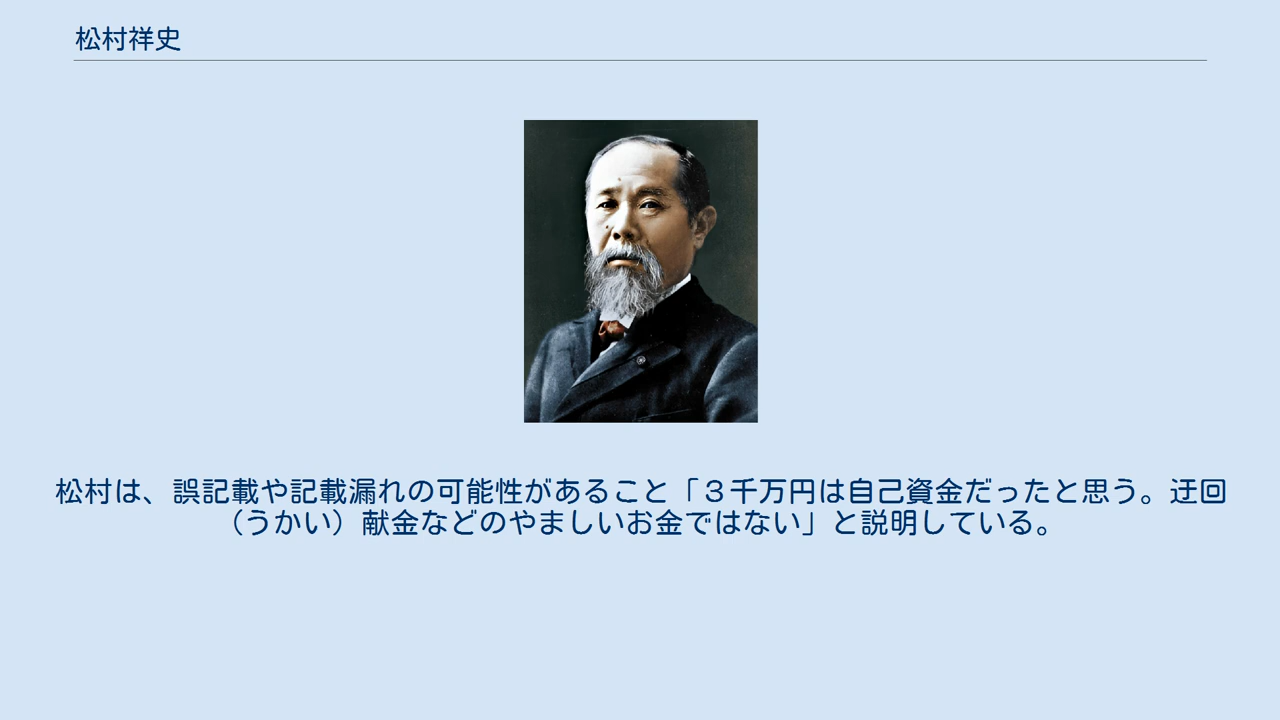 松村祥史
松村は、誤記載や記載漏れの可能性があること「３千万円は自己資金だったと思う。迂回
（うかい）献金などのやましいお金ではない」と説明している。